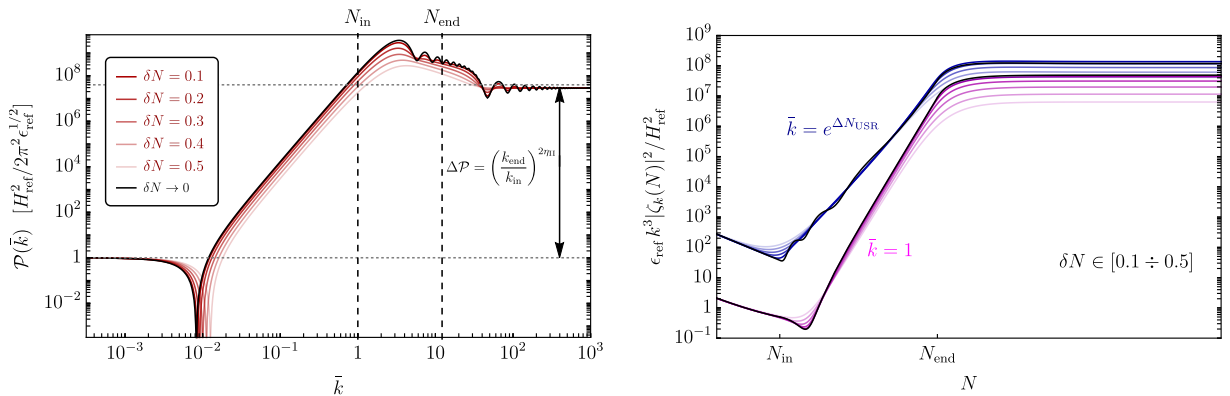 N_in N_end
10^8
10^6
10^4
10^2
1
10^-2
P(k̄) [H²_ref/2π²ϵ^{1/2}_ref]
δN = 0.1
δN = 0.2
δN = 0.3
δN = 0.4
δN = 0.5
δN → 0
ΔP = (k_end/k_in)^{2η_II}
10^-3 10^-2 10^-1 1 10 10^2 10^3
k̄
10^9
10^8
10^7
10^6
10^5
10^4
10^3
10^2
10
1
10^-1
ϵ_ref k³|ζ_k(N)|²/H²_ref
k̄ = e^{ΔN_USR}
k̄ = 1
δN ∈ [0.1 ÷ 0.5]
N_in N_end
N